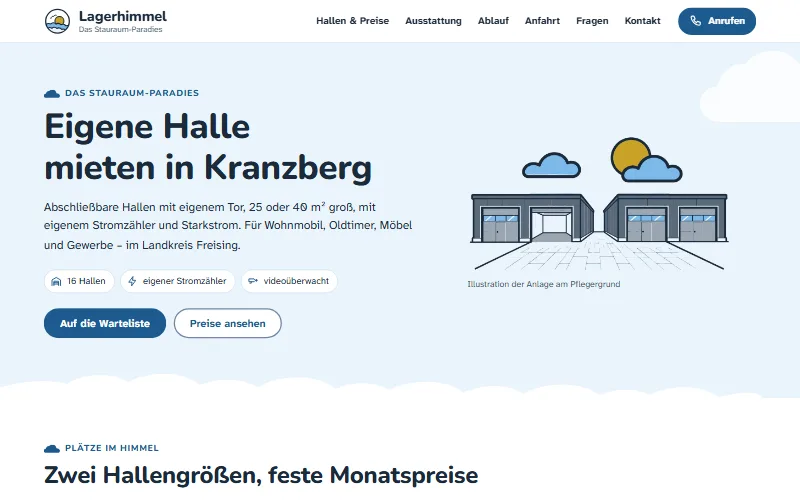 Lagerhimmel
Das Stauraum-Paradies
Hallen & Preise Ausstattung Ablauf Anfahrt Fragen Kontakt Anrufen
DAS STAURAUM-PARADIES
Eigene Halle
mieten in Kranzberg
Abschließbare Hallen mit eigenem Tor, 25 oder 40 m² groß, mit
eigenem Stromzähler und Starkstrom. Für Wohnmobil, Oldtimer, Möbel
und Gewerbe – im Landkreis Freising.
16 Hallen eigener Stromzähler videoüberwacht
Auf die Warteliste Preise ansehen
Illustration der Anlage am Pflegergrund
PLÄTZE IM HIMMEL
Zwei Hallengrößen, feste Monatspreise